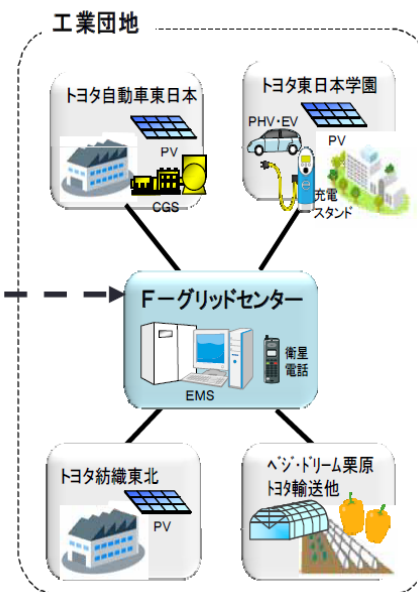 工業団地
トヨタ自動車東日本
PV
CGS
トヨタ東日本学園
PHV・EV
PV
充電
スタンド
F－グリッドセンター
衛星
電話
EMS
トヨタ紡織東北
PV
ベジ・ドリーム栗原
トヨタ輸送他